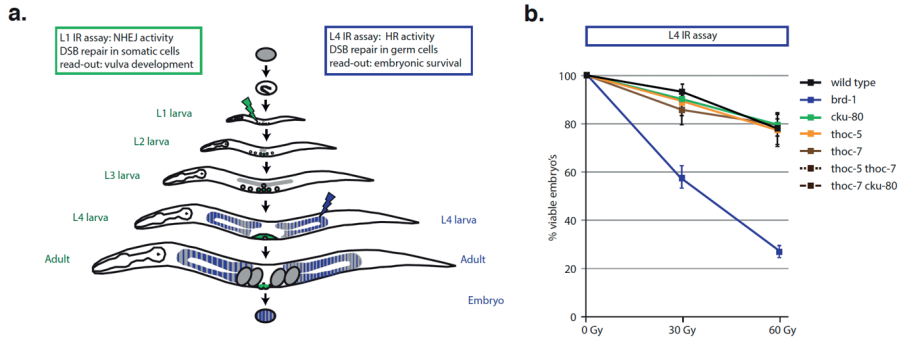 a.
L1 IR assay: NHEJ activity
DSB repair in somatic cells
read-out: vulva development
L4 IR assay: HR activity
DSB repair in germ cells
read-out: embryonic survival
L1 larva
L2 larva
L3 larva
L4 larva
L4 larva
Adult
Adult
Embryo
b.
L4 IR assay
% viable embryo's
100
80
60
40
20
0
0 Gy
30 Gy
60 Gy
wild type
brd-1
cku-80
thoc-5
thoc-7
thoc-5 thoc-7
thoc-7 cku-80